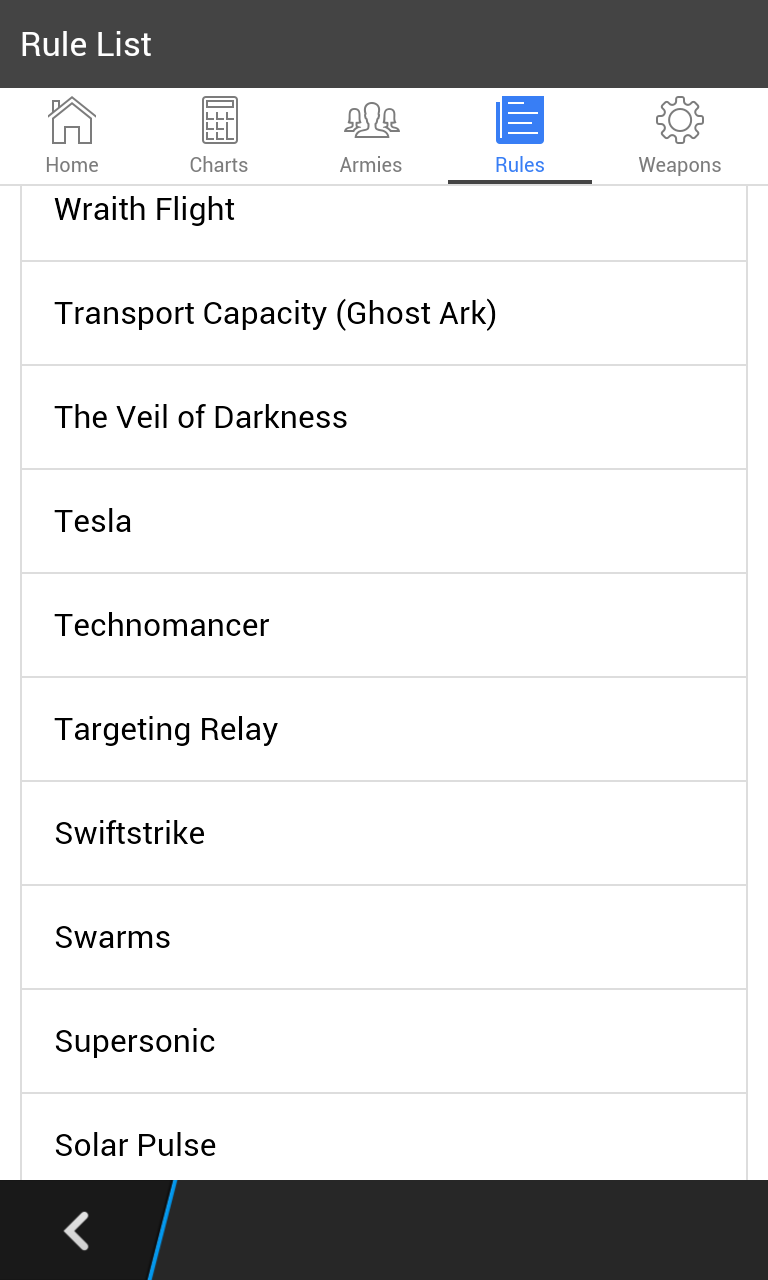 Rule List
Home
Charts
Armies
Rules
Weapons
Wraith Flight
Transport Capacity (Ghost Ark)
The Veil of Darkness
Tesla
Technomancer
Targeting Relay
Swiftstrike
Swarms
Supersonic
Solar Pulse